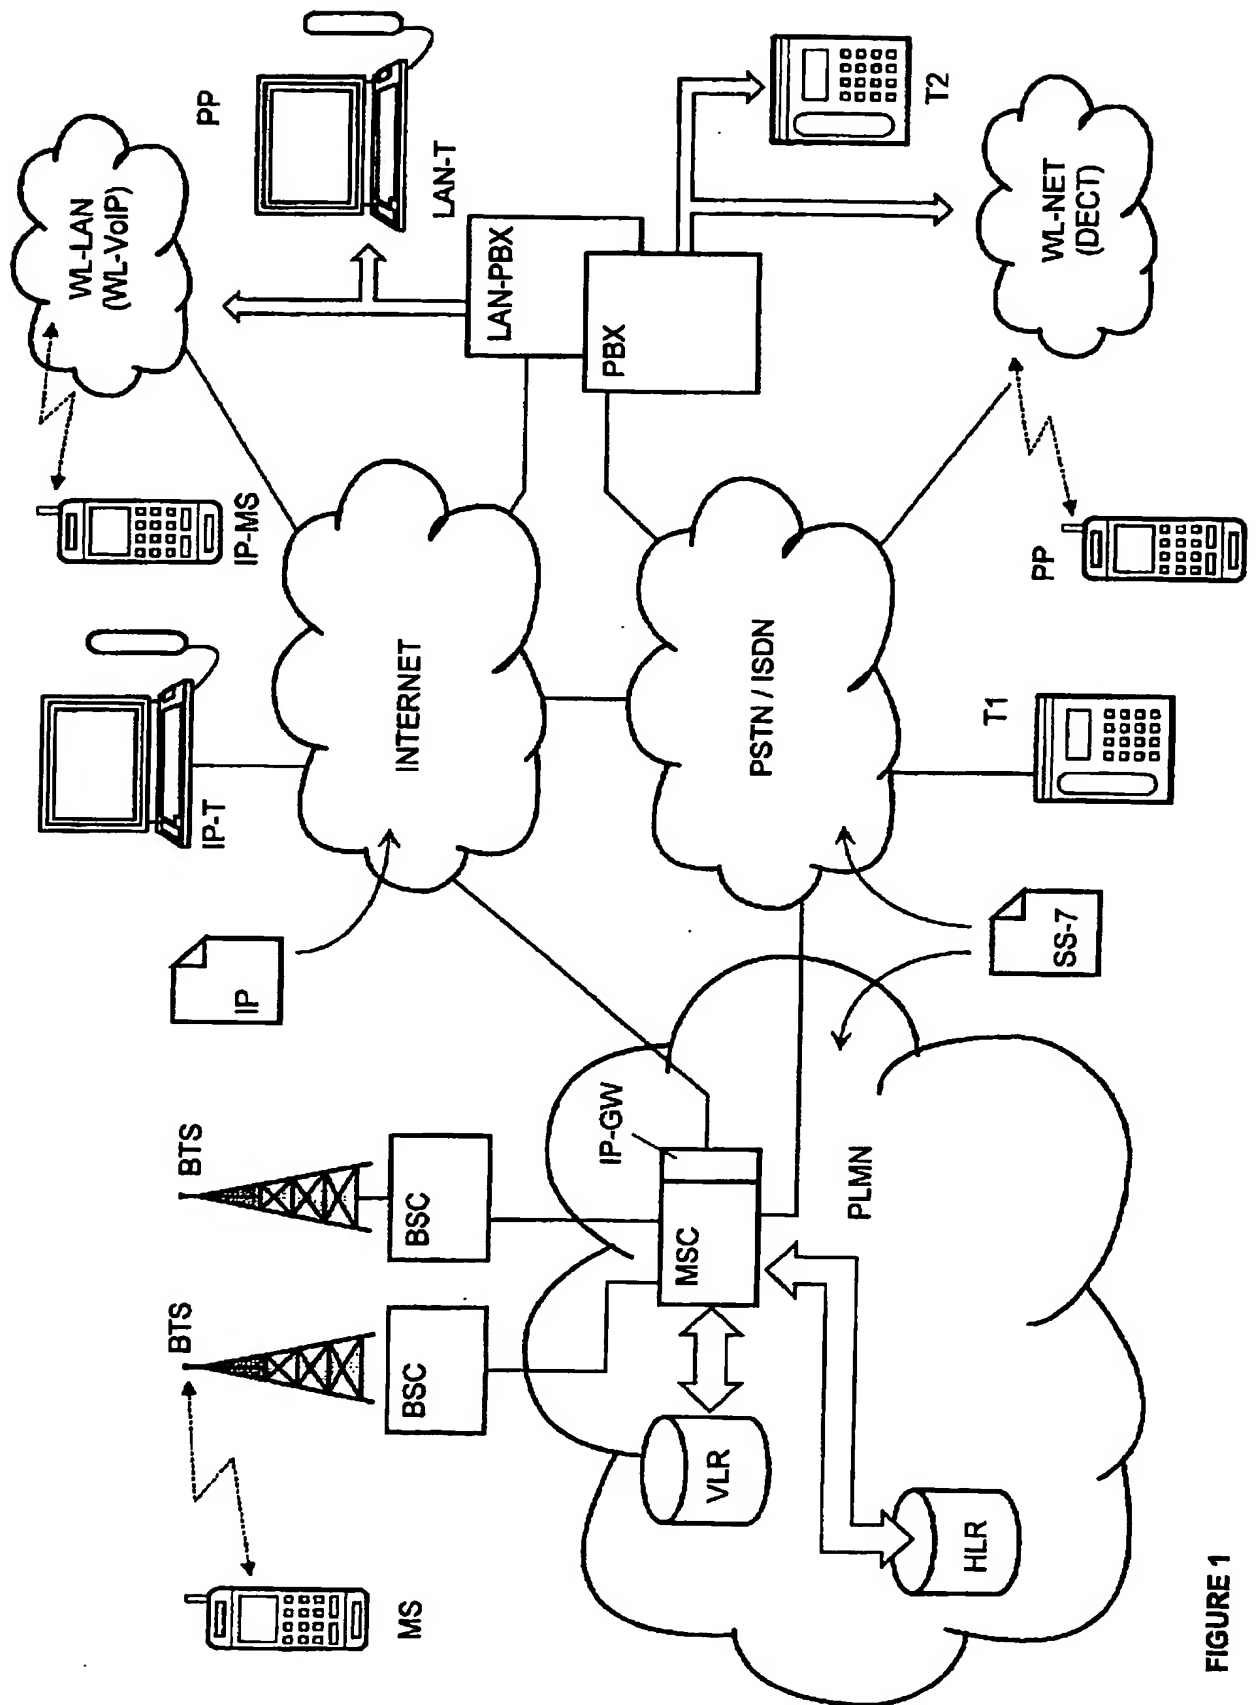 WL-LAN
(WL-VoIP)
PP
LAN-T
IP-MS
IP-T
IP
INTERNET
LAN-PBX
PBX
T2
WL-NET
(DECT)
PP
PSTN / ISDN
T1
SS-7
BTS
BTS
BSC
BSC
MS
IP-GW
MSC
PLMN
VLR
HLR
FIGURE 1